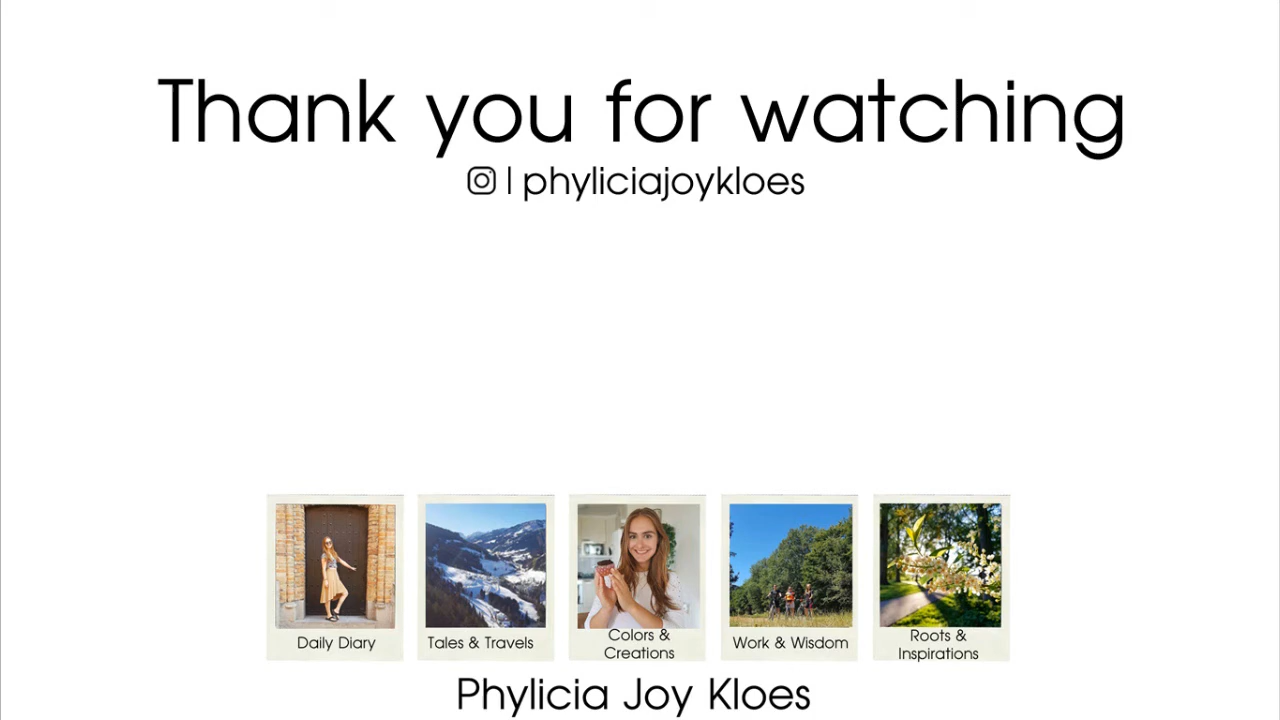 Thank you for watching
| phyliciajoykloes
Daily Diary
Tales & Travels
Colors &
Creations
Work & Wisdom
Roots &
Inspirations
Phylicia Joy Kloes